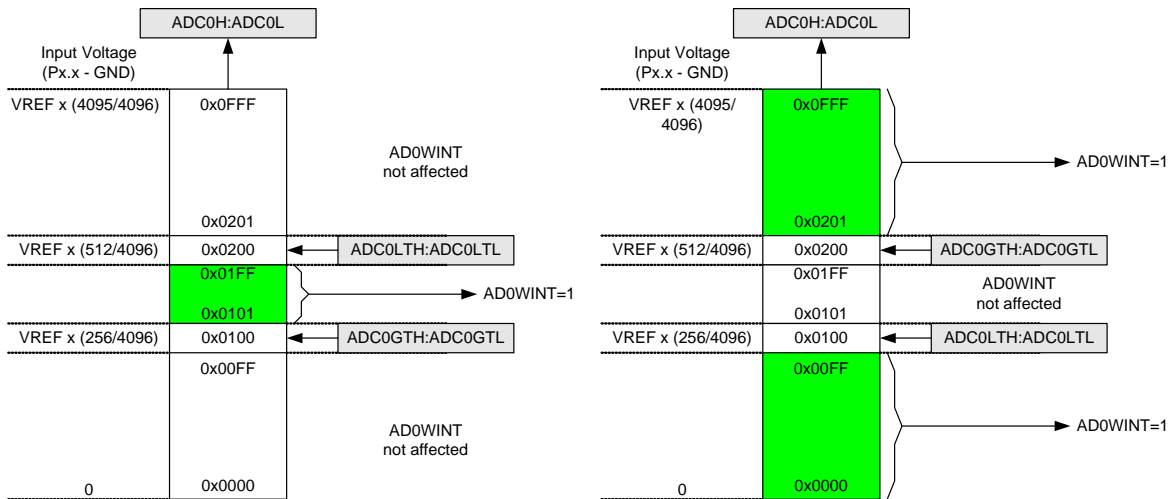 ADC0H:ADC0L
Input Voltage
(Px.x - GND)
VREF x (4095/4096)
0x0FFF
AD0WINT
not affected
0x0201
VREF x (512/4096)
0x0200
ADC0LTH:ADC0LTL
0x01FF
AD0WINT=1
0x0101
VREF x (256/4096)
0x0100
ADC0GTH:ADC0GTL
0x00FF
AD0WINT
not affected
0
0x0000
ADC0H:ADC0L
Input Voltage
(Px.x - GND)
VREF x (4095/
4096)
0x0FFF
AD0WINT=1
0x0201
VREF x (512/4096)
0x0200
ADC0GTH:ADC0GTL
0x01FF
AD0WINT
not affected
0x0101
VREF x (256/4096)
0x0100
ADC0LTH:ADC0LTL
0x00FF
AD0WINT=1
0
0x0000